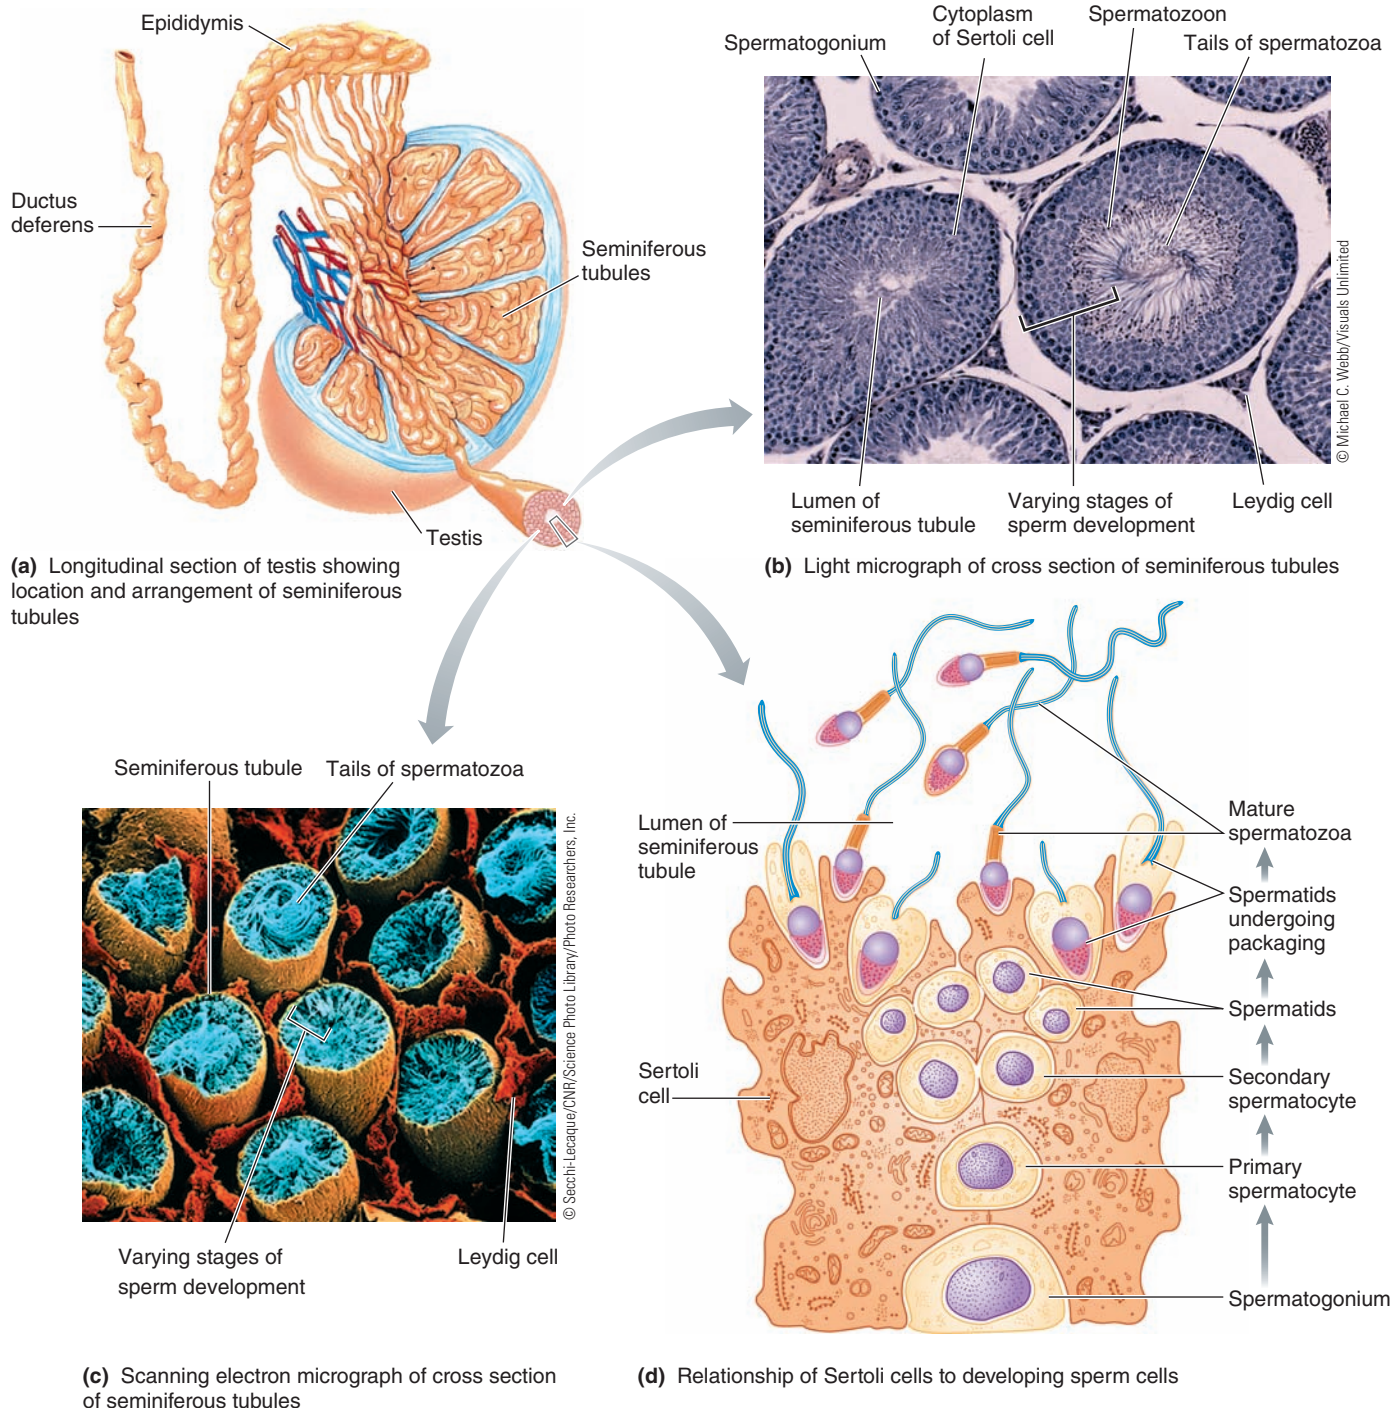 Epididymis
Ductus
deferens
Seminiferous
tubules
Testis
(a) Longitudinal section of testis showing
location and arrangement of seminiferous
tubules
Spermatogonium
Cytoplasm
of Sertoli cell
Spermatozoon
Tails of spermatozoa
© Michael C. Webb/Visuals Unlimited
Lumen of
seminiferous tubule
Varying stages of
sperm development
Leydig cell
(b) Light micrograph of cross section of seminiferous tubules
Seminiferous tubule
Tails of spermatozoa
© Secchi-Lecaque/CNR/Science Photo Library/Photo Researchers, Inc.
Varying stages of
sperm development
Leydig cell
(c) Scanning electron micrograph of cross section
of seminiferous tubules
Lumen of
seminiferous
tubule
Sertoli
cell
Mature
spermatozoa
Spermatids
undergoing
packaging
Spermatids
Secondary
spermatocyte
Primary
spermatocyte
Spermatogonium
(d) Relationship of Sertoli cells to developing sperm cells